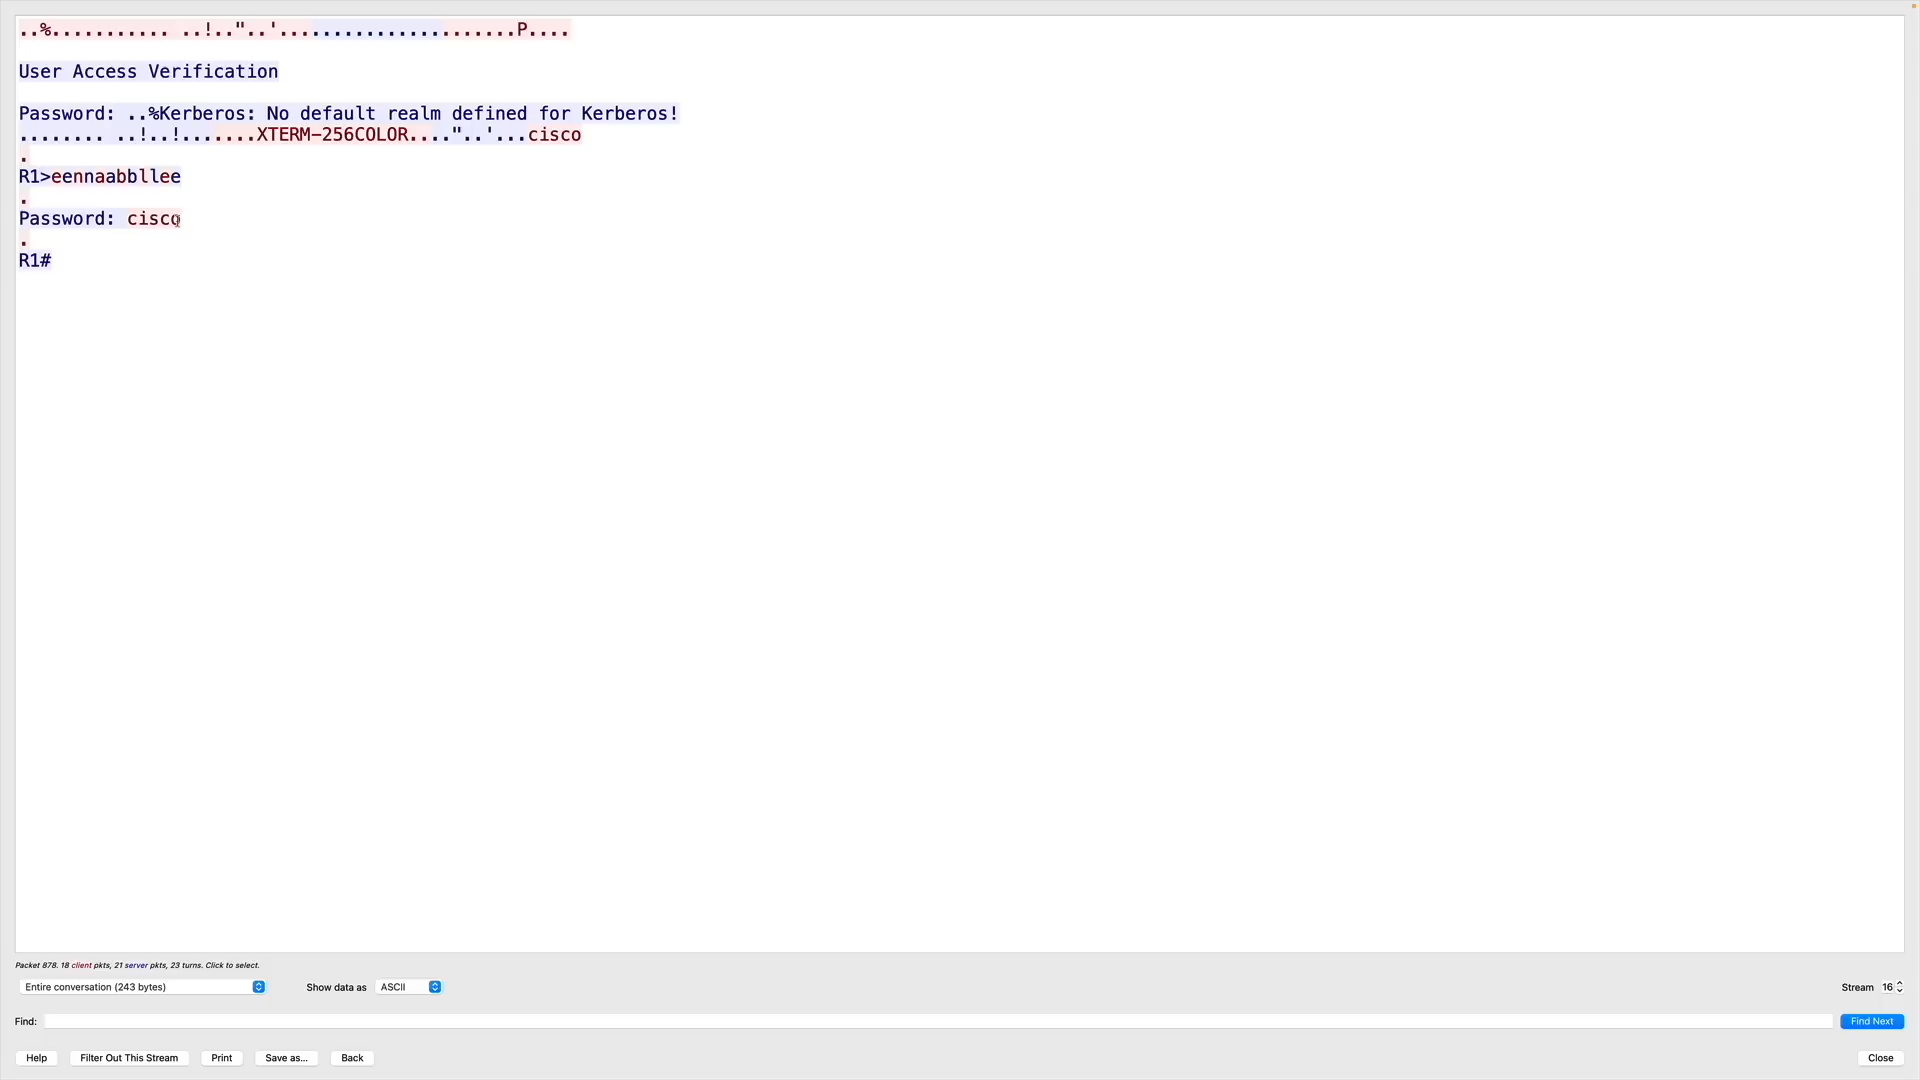 ..%........... ..!.."..'.............................P....
User Access Verification
Password: ..%Kerberos: No default realm defined for Kerberos!
........ ..!..!.......XTERM-256COLOR...."..'...cisco
.
R1>eennaabbllee
.
Password: cisco
.
R1#
Packet 878. 18 client pkts, 21 server pkts, 23 turns. Click to select.
Entire conversation (243 bytes) Show data as ASCII Stream 16
Find: Find Next
Help Filter Out This Stream Print Save as... Back Close